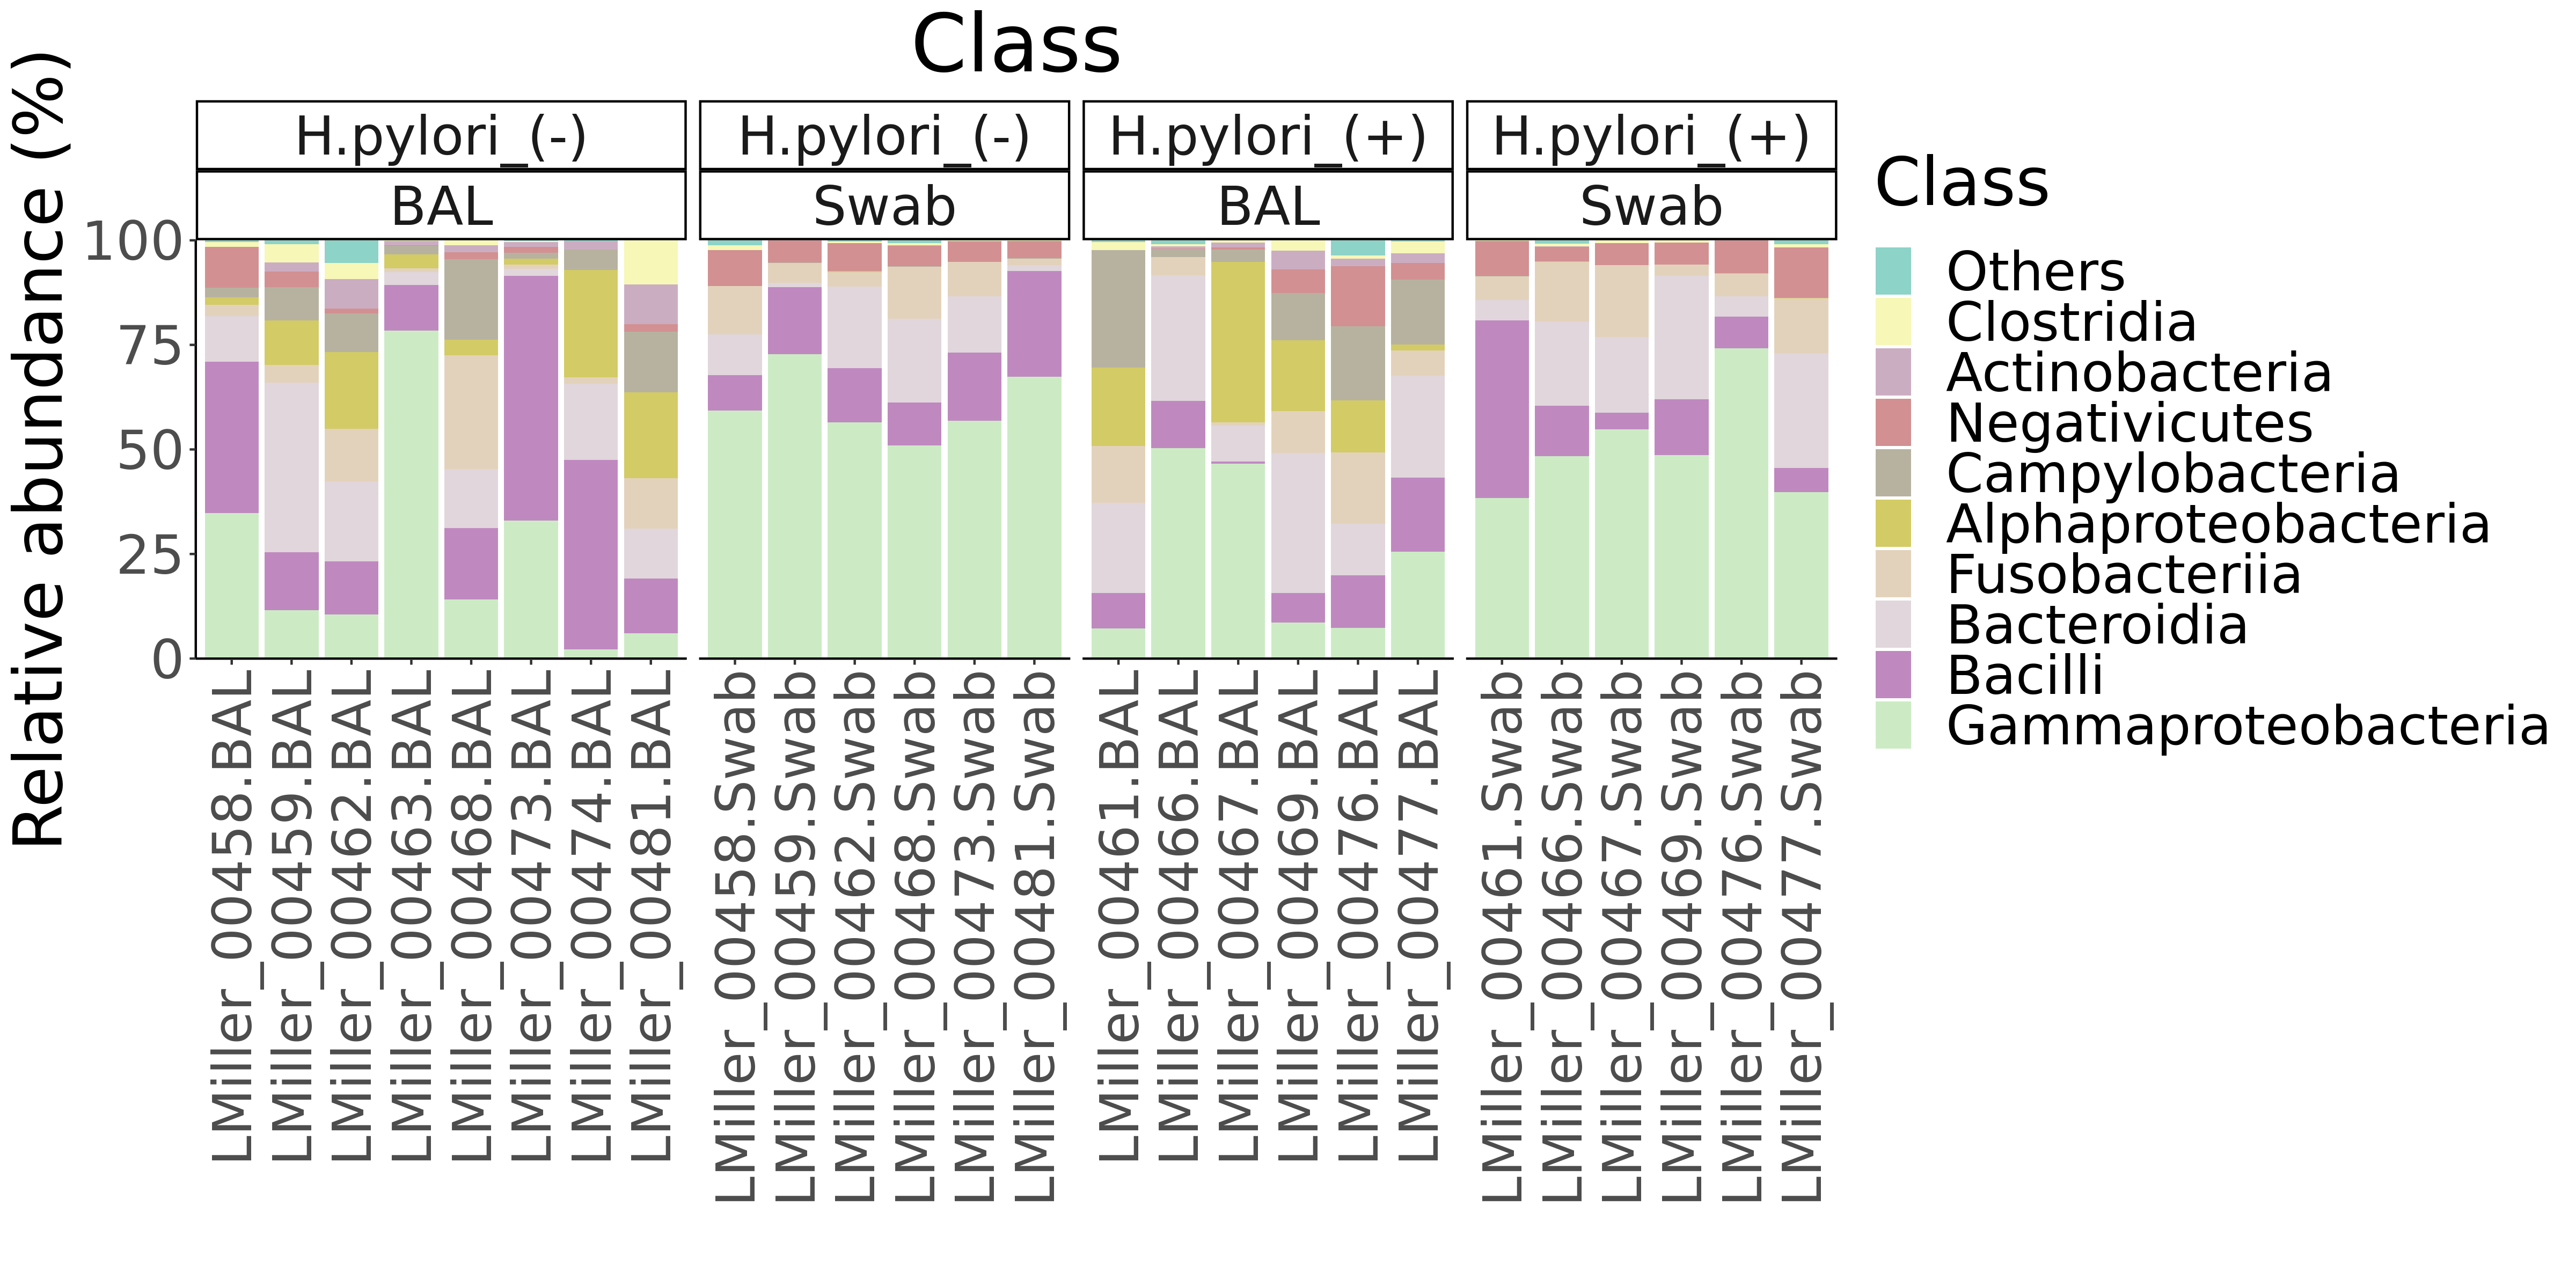 Class
Relative abundance (%)
H.pylori_(-)
H.pylori_(-)
H.pylori_(+)
H.pylori_(+)
BAL
Swab
BAL
Swab
100
75
50
25
0
LMiller_00458.BAL
LMiller_00459.BAL
LMiller_00462.BAL
LMiller_00463.BAL
LMiller_00468.BAL
LMiller_00473.BAL
LMiller_00474.BAL
LMiller_00481.BAL
LMiller_00458.Swab
LMiller_00459.Swab
LMiller_00462.Swab
LMiller_00468.Swab
LMiller_00473.Swab
LMiller_00481.Swab
LMiller_00461.BAL
LMiller_00466.BAL
LMiller_00467.BAL
LMiller_00469.BAL
LMiller_00476.BAL
LMiller_00477.BAL
LMiller_00461.Swab
LMiller_00466.Swab
LMiller_00467.Swab
LMiller_00469.Swab
LMiller_00476.Swab
LMiller_00477.Swab
Class
Others
Clostridia
Actinobacteria
Negativicutes
Campylobacteria
Alphaproteobacteria
Fusobacteriia
Bacteroidia
Bacilli
Gammaproteobacteria